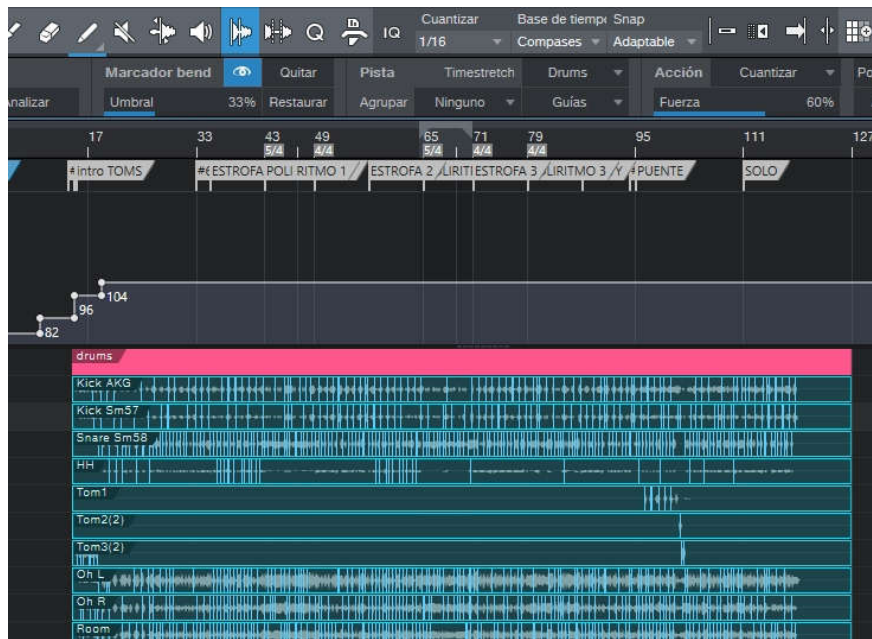 Cuantizar Base de tiempo Snap
IQ 1/16 Compases Adaptable
Marcador bend Quitar Pista Timestretch Drums Acción Cuantizar
Umbral 33% Restaurar Agrupar Ninguno Guías Fuerza 60%
17 33 43 49 65 71 79 95 111 127
5/4 4/4 5/4 4/4 4/4
#intro TOMS ESTROFA POLI RITMO 1 ESTROFA 2 LIRITI ESTROFA 3 LIRITMO 3 #PUENTE SOLO
104
96
82
drums
Kick AKG
Kick Sm57
Snare Sm58
HH
Tom1
Tom2(2)
Tom3(2)
Oh L
Oh R
Room